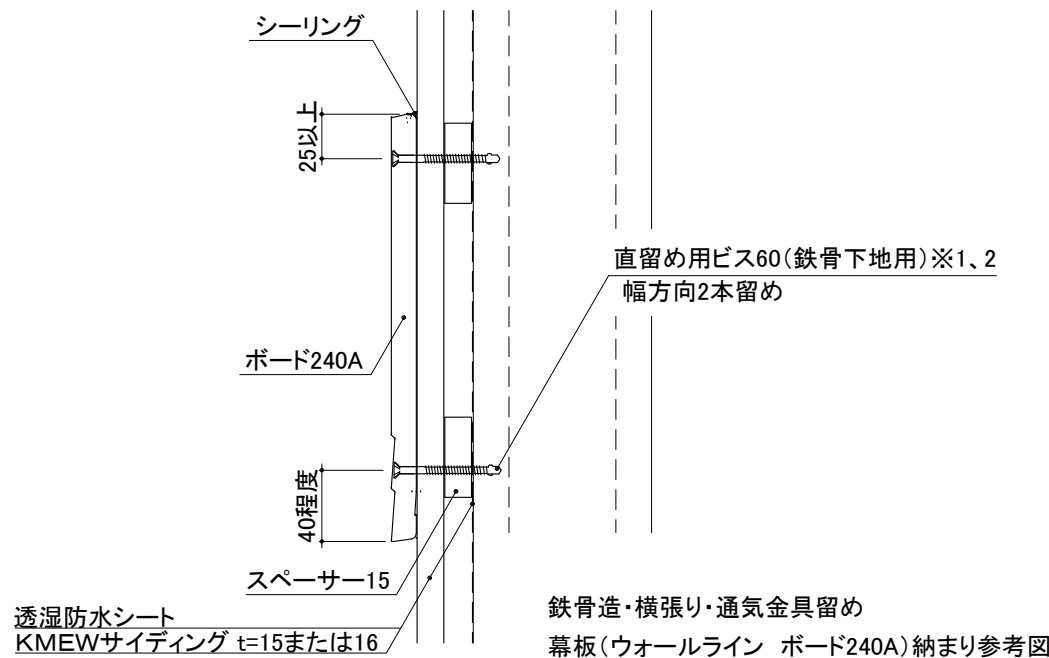 シーリング
25以上
直留め用ビス60(鉄骨下地用)※1、2
幅方向2本留め
ボード240A
40程度
スペーサー15
透湿防水シート
KMEWサイディング t=15または16
鉄骨造・横張り・通気金具留め
幕板(ウォールライン ボード240A)納まり参考図